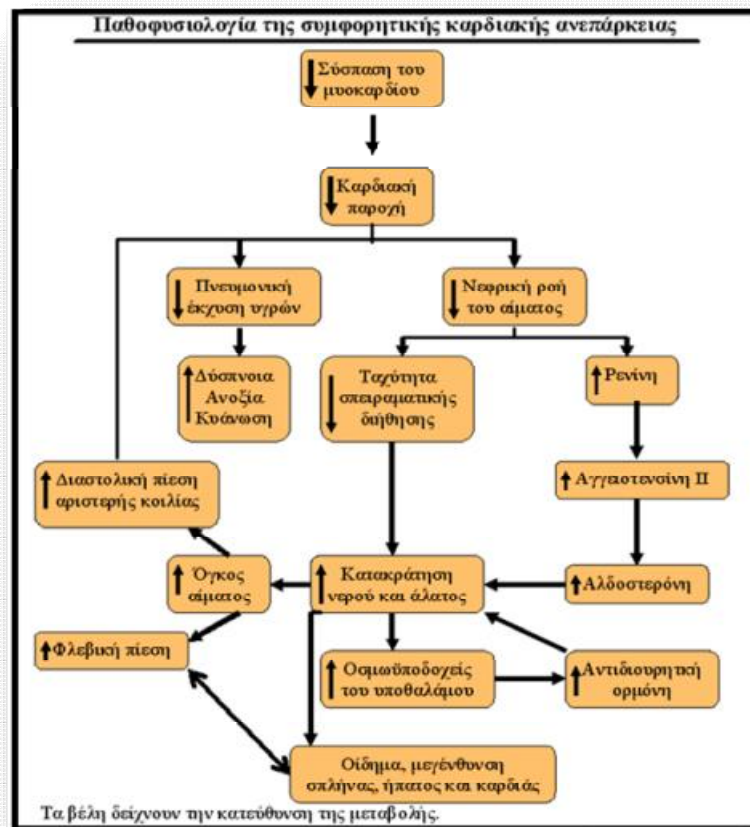 Παθοφυσιολογία της συμφορητικής καρδιακής ανεπάρκειας
Σύσπαση του
μυοκαρδίου
Καρδιακή
παροχή
Πνευμονική
έκχυση υγρών
Νεφρική ροή
του αίματος
Δύσπνοια
Ανοξία
Κυάνωση
Ταχύτητα
σπειραματικής
διήθησης
Ρενίνη
Διαστολική πίεση
αριστερής κοιλίας
Αγγειοτενσίνη ΙΙ
Όγκος
αίματος
Κατακράτηση
νερού και άλατος
Αλδοστερόνη
Φλεβική πίεση
Οσμωϋποδοχείς
του υποθαλάμου
Αντιδιουρητική
ορμόνη
Οίδημα, μεγένθυνση
σπλήνας, ήπατος και καρδιάς
Τα βέλη δείχνουν την κατεύθυνση της μεταβολής.